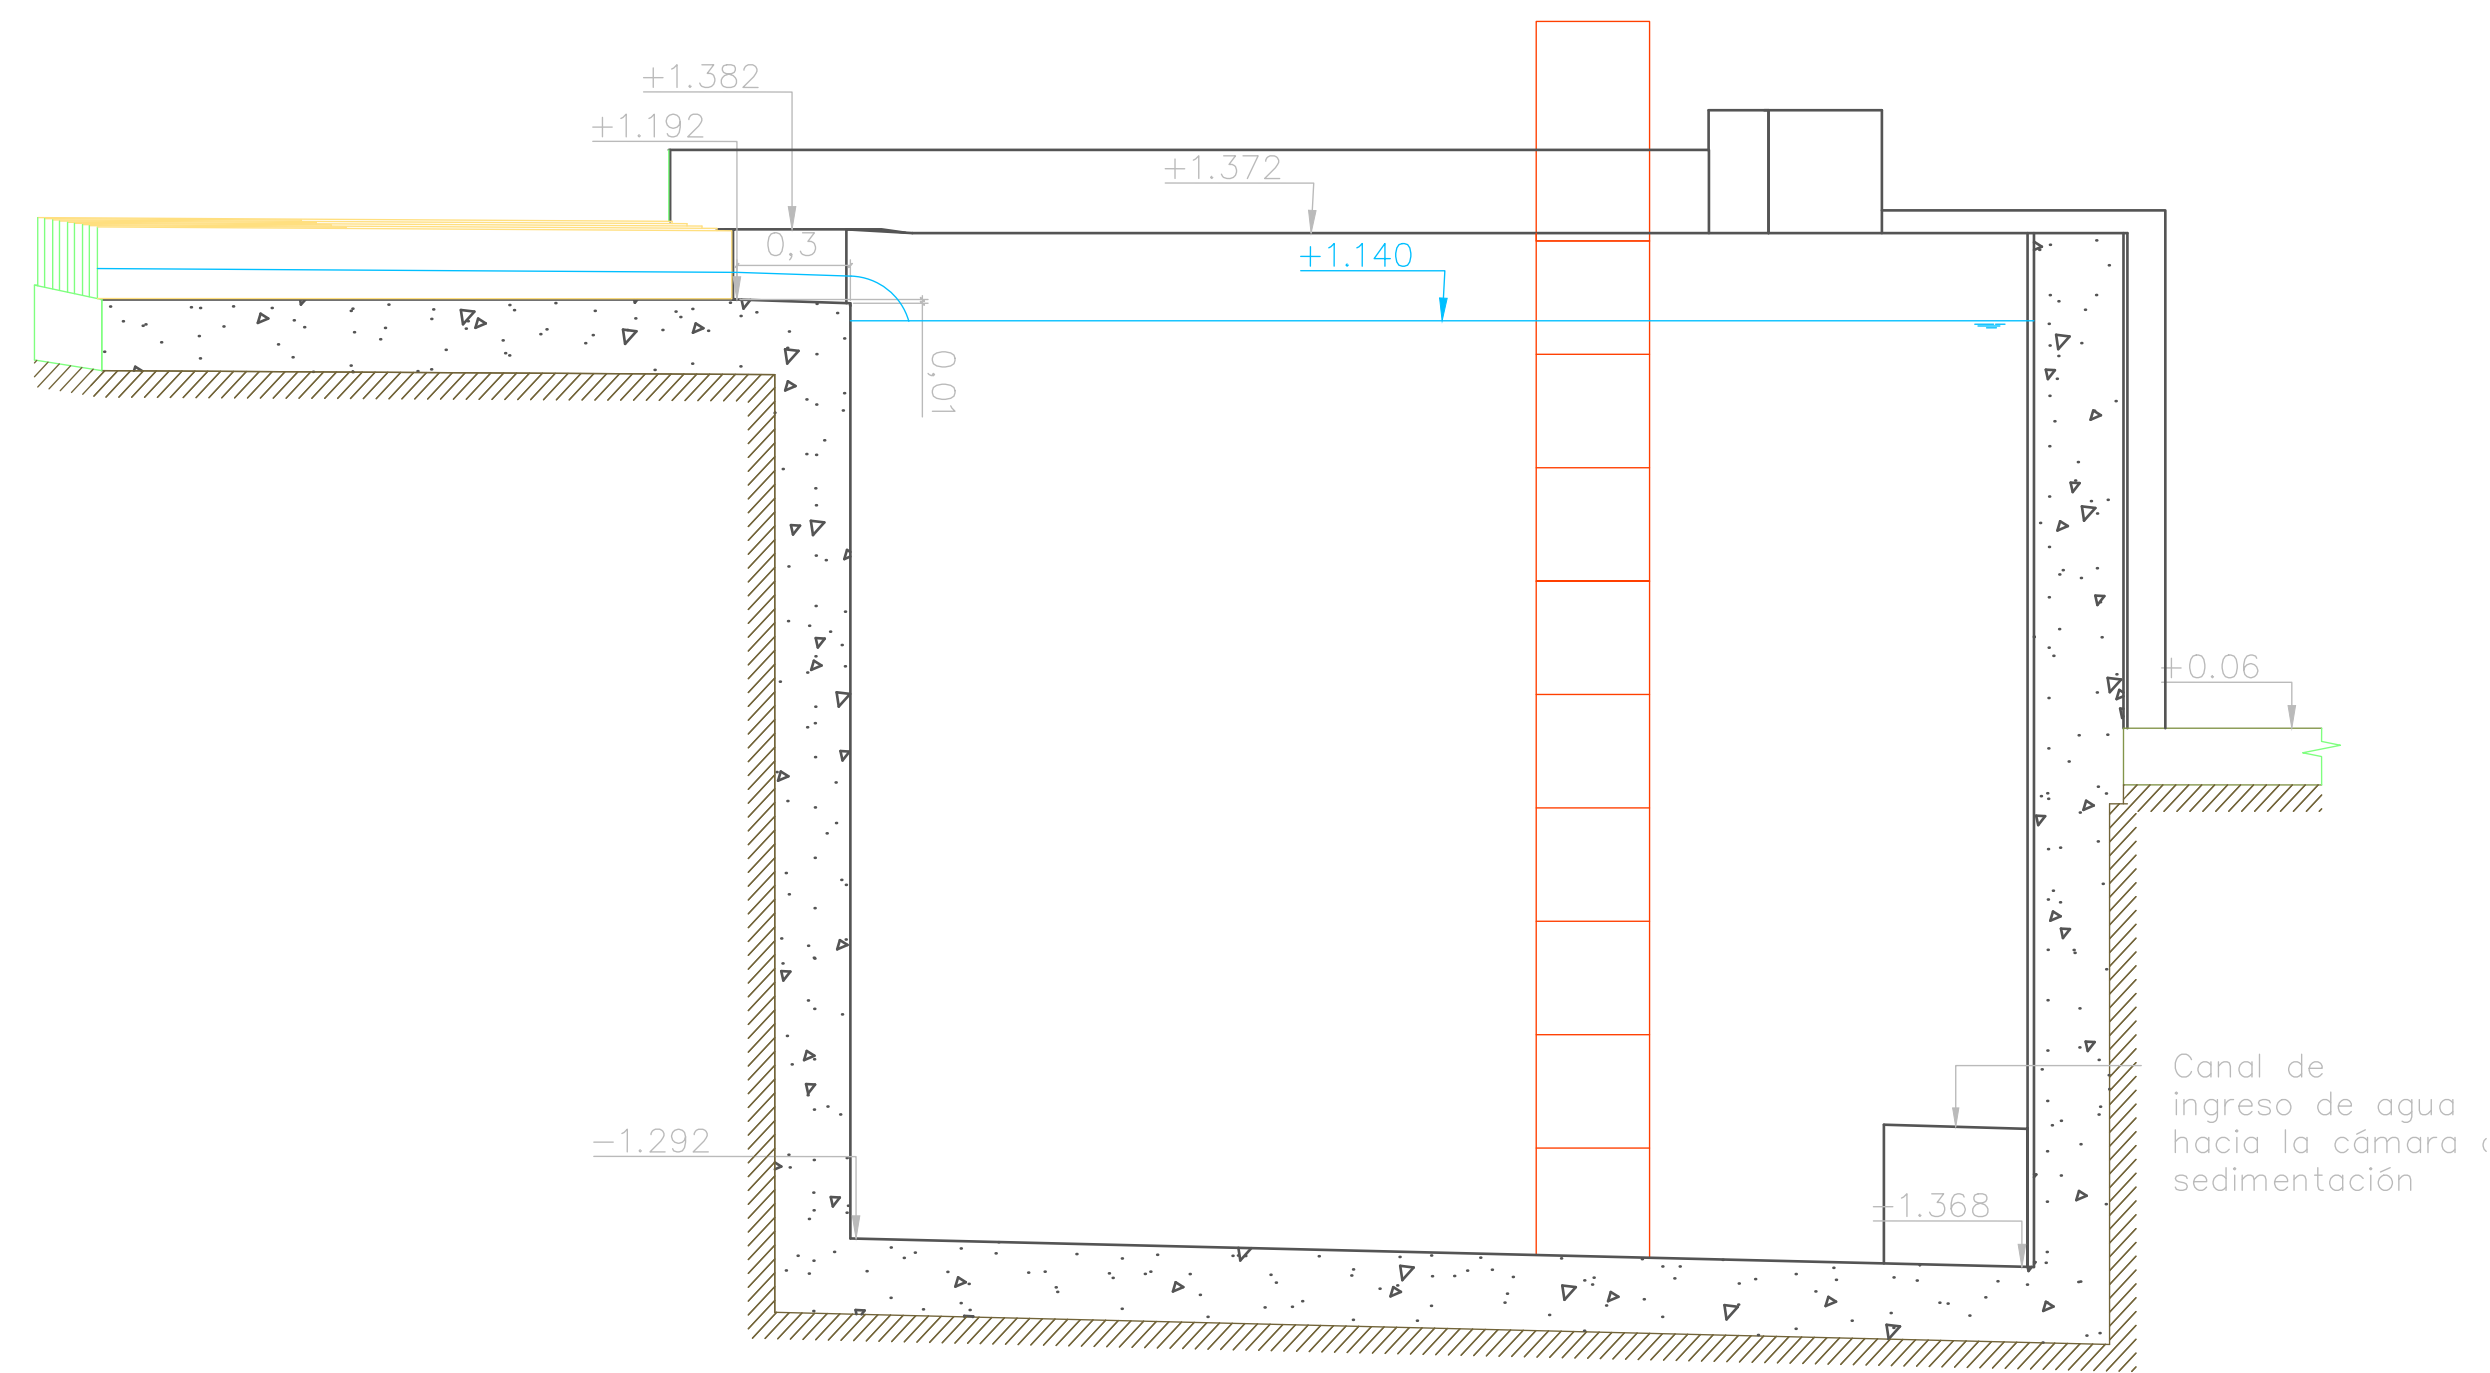 +1.382
+1.192
+1.372
0,3
+1.140
0,01
+0.06
Canal de
ingreso de agua
hacia la cámara
sedimentación
−1.292
−1.368